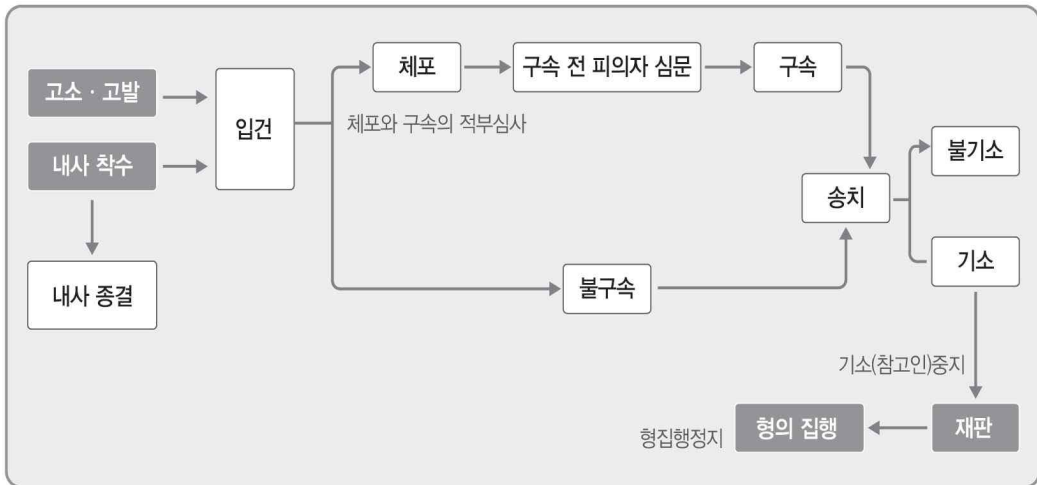 체포
구속 전 피의자 심문
구속
고소 · 고발
입건
체포와 구속의 적부심사
불기소
내사 착수
송치
기소
내사 종결
불구속
기소(참고인)중지
형집행정지
형의 집행
재판